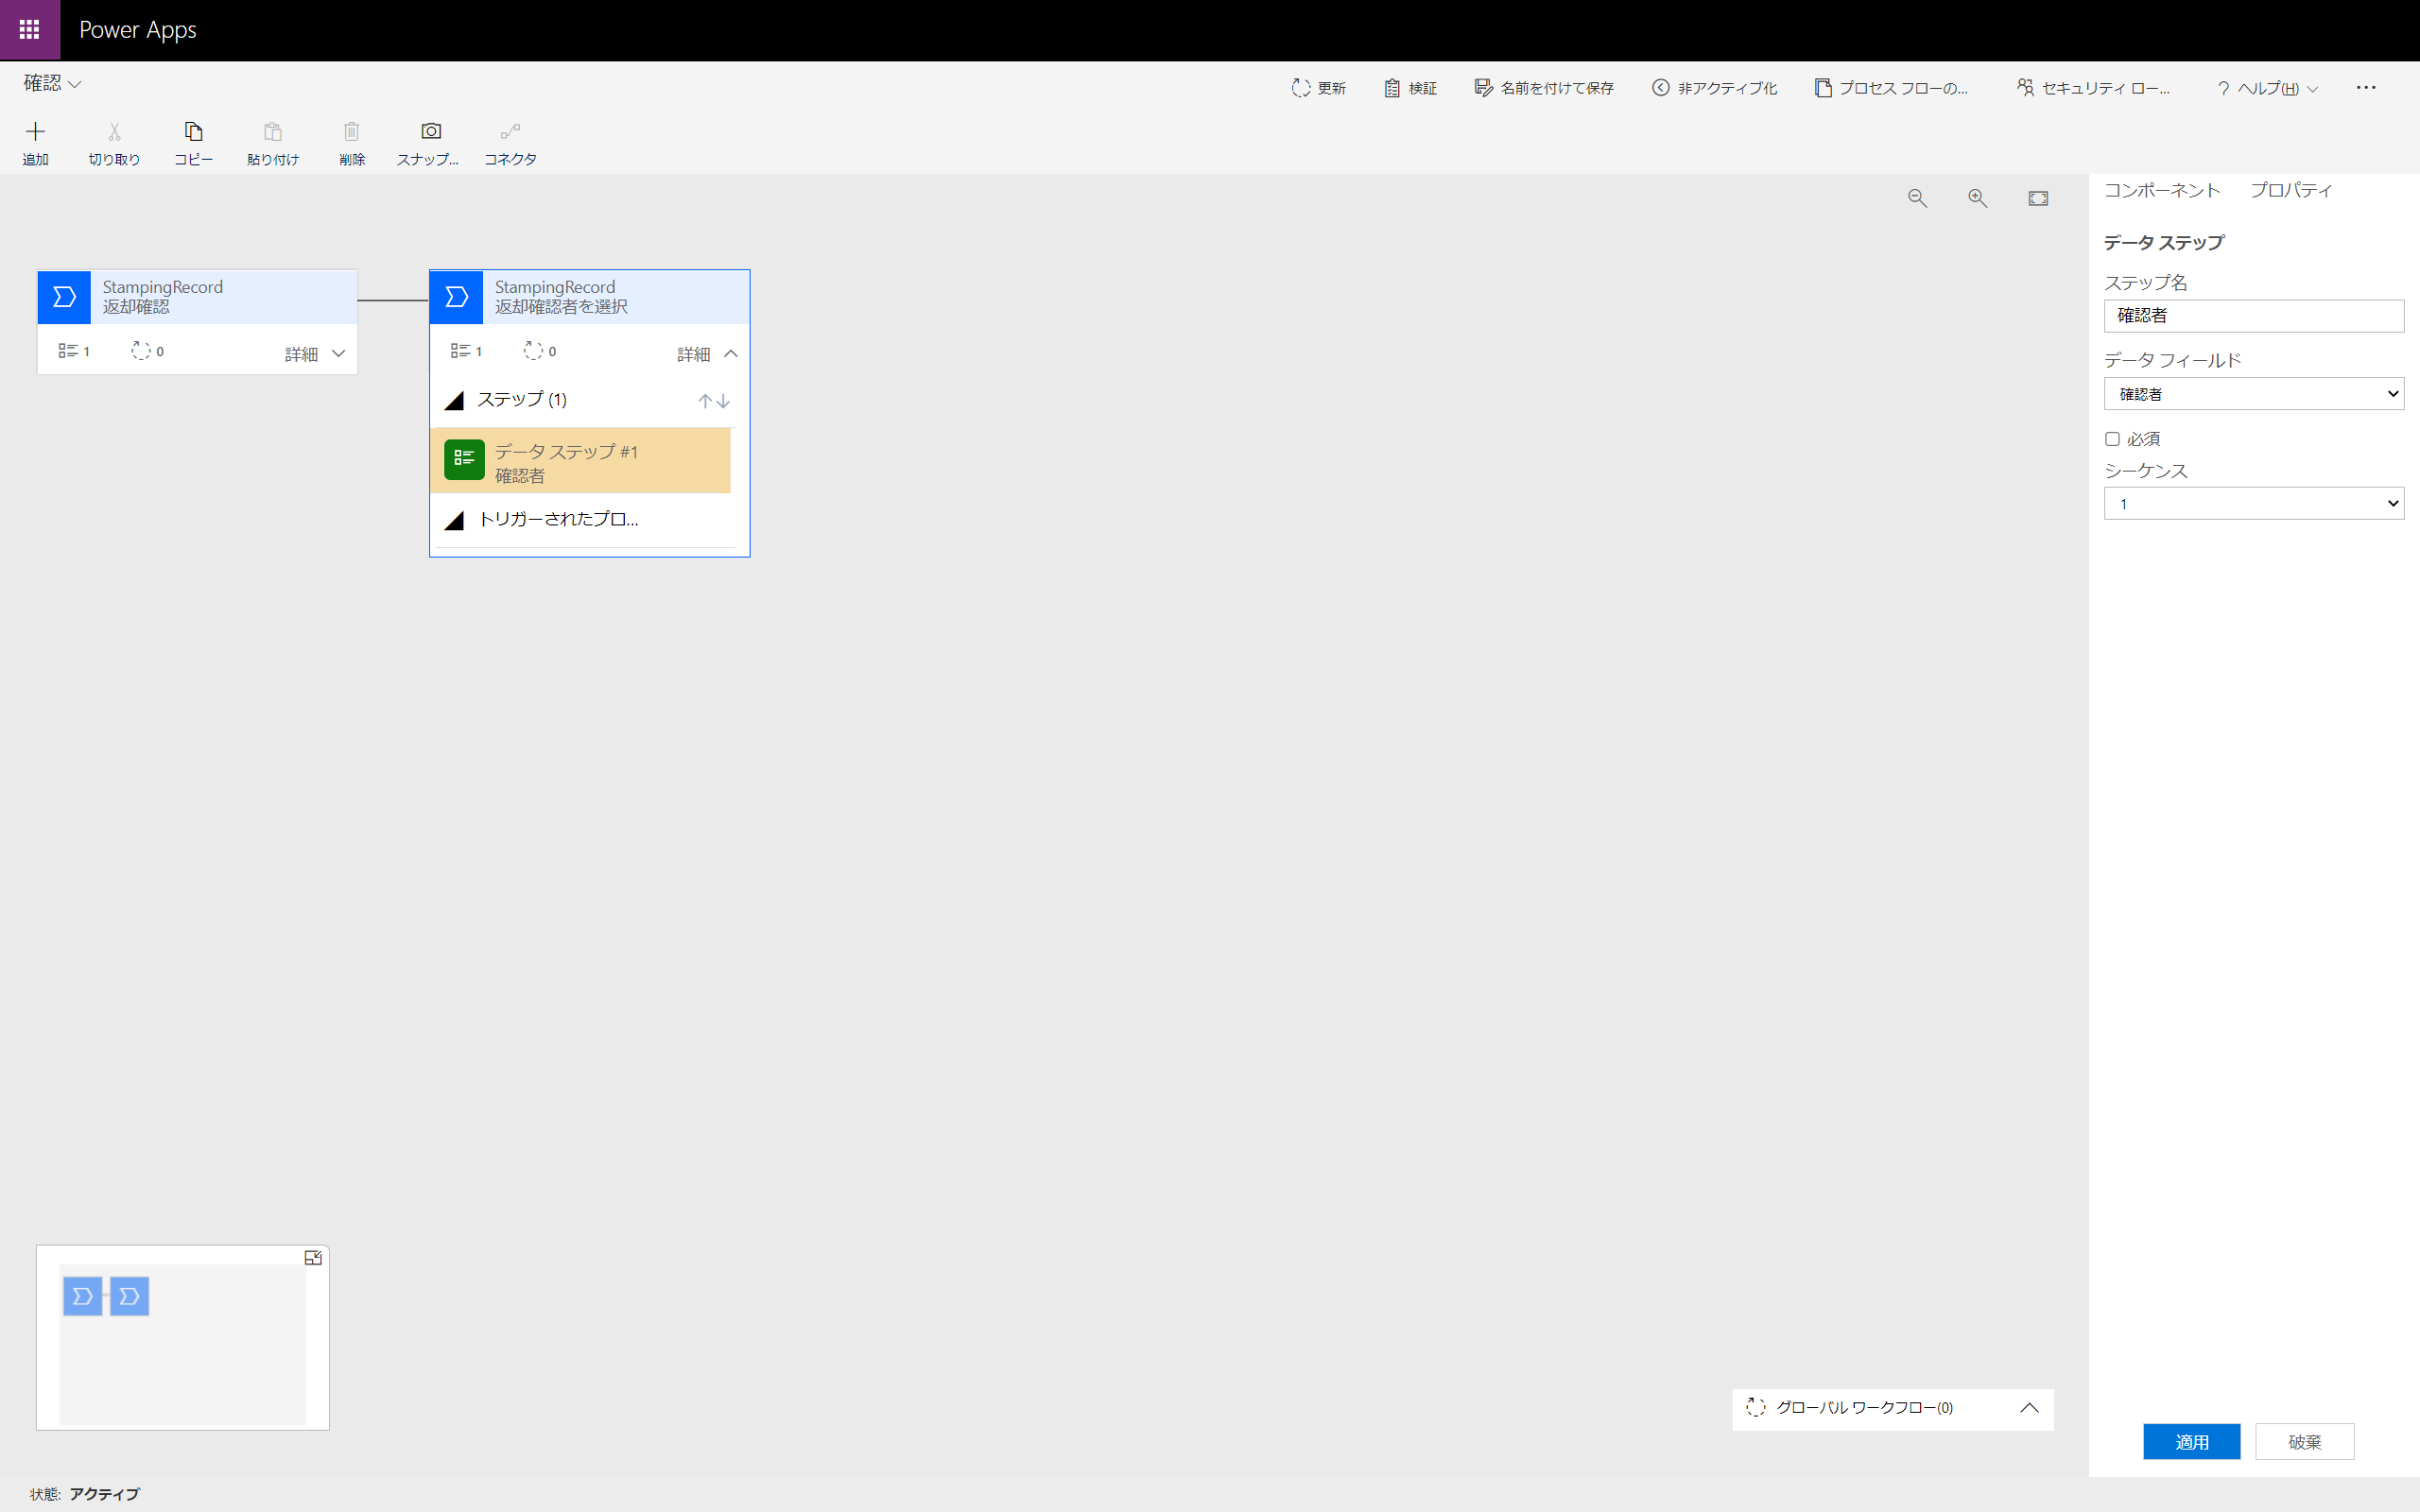 Power Apps
確認
更新
検証
名前を付けて保存
非アクティブ化
プロセス フローの...
セキュリティ ロー...
? ヘルプ(H)
追加
切り取り
コピー
貼り付け
削除
スナップ...
コネクタ
コンポーネント
プロパティ
StampingRecord
返却確認
1
0
詳細
StampingRecord
返却確認者を選択
1
0
詳細
ステップ (1)
データ ステップ #1
確認者
トリガーされたプロ...
データ ステップ
ステップ名
確認者
データ フィールド
確認者
必須
シーケンス
1
グローバル ワークフロー(0)
適用
破棄
状態: アクティブ